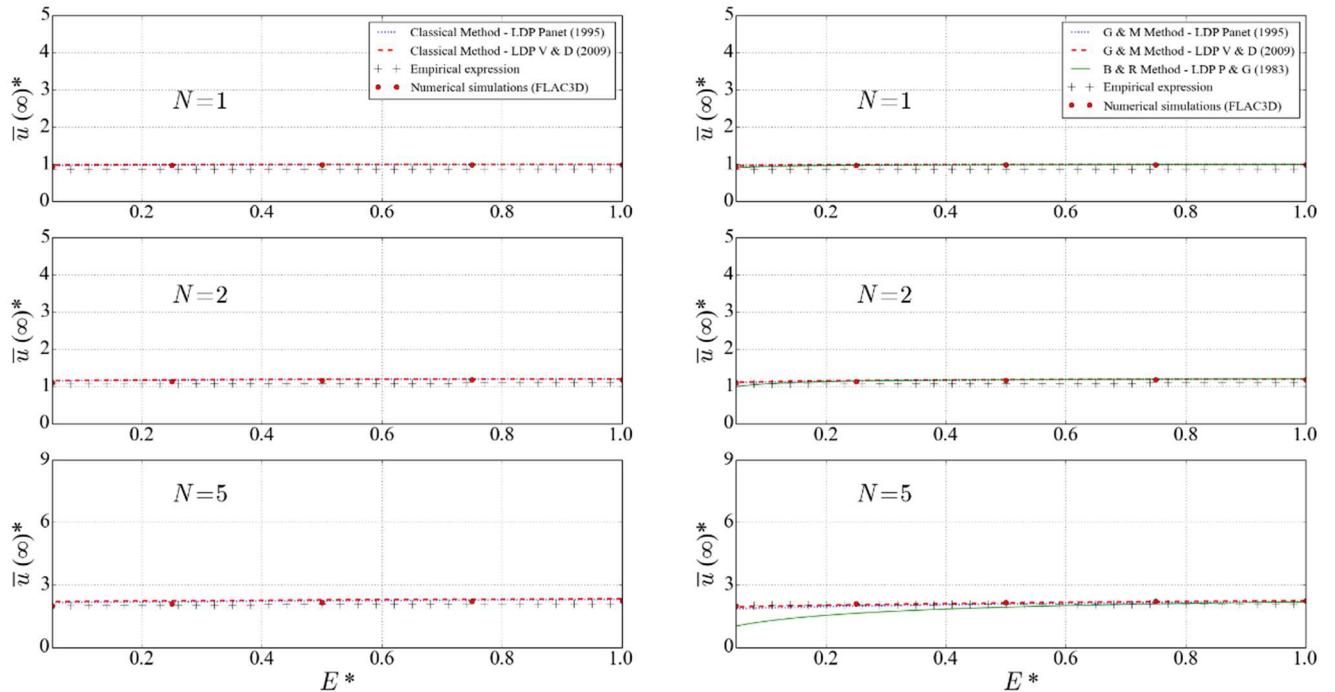 5
4
3
2
1
0
u̅(∞)*
N=1
Classical Method - LDP Panet (1995)
Classical Method - LDP V & D (2009)
Empirical expression
Numerical simulations (FLAC3D)
0.2 0.4 0.6 0.8 1.0
5
4
3
2
1
0
u̅(∞)*
N=1
G & M Method - LDP Panet (1995)
G & M Method - LDP V & D (2009)
B & R Method - LDP P & G (1983)
Empirical expression
Numerical simulations (FLAC3D)
0.2 0.4 0.6 0.8 1.0
5
4
3
2
1
0
u̅(∞)*
N=2
0.2 0.4 0.6 0.8 1.0
5
4
3
2
1
0
u̅(∞)*
N=2
0.2 0.4 0.6 0.8 1.0
9
6
3
0
u̅(∞)*
N=5
0.2 0.4 0.6 0.8 1.0
E*
9
6
3
0
u̅(∞)*
N=5
0.2 0.4 0.6 0.8 1.0
E*